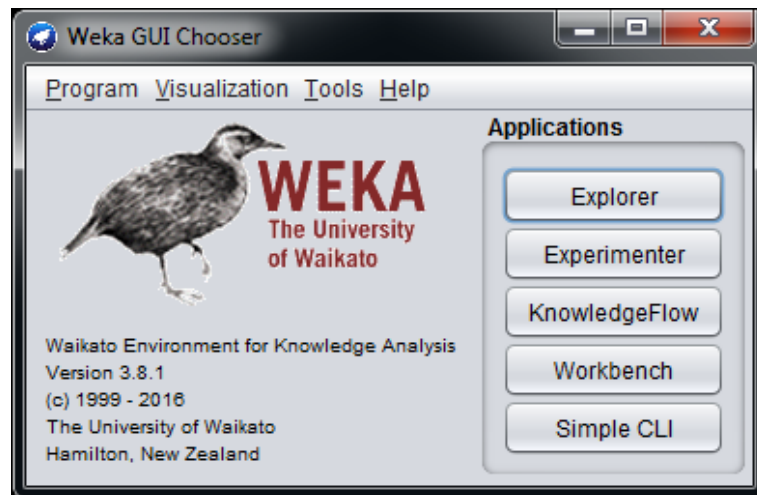 Weka GUI Chooser
Program Visualization Tools Help
WEKA
The University
of Waikato
Waikato Environment for Knowledge Analysis
Version 3.8.1
(c) 1999 - 2016
The University of Waikato
Hamilton, New Zealand
Applications
Explorer
Experimenter
KnowledgeFlow
Workbench
Simple CLI